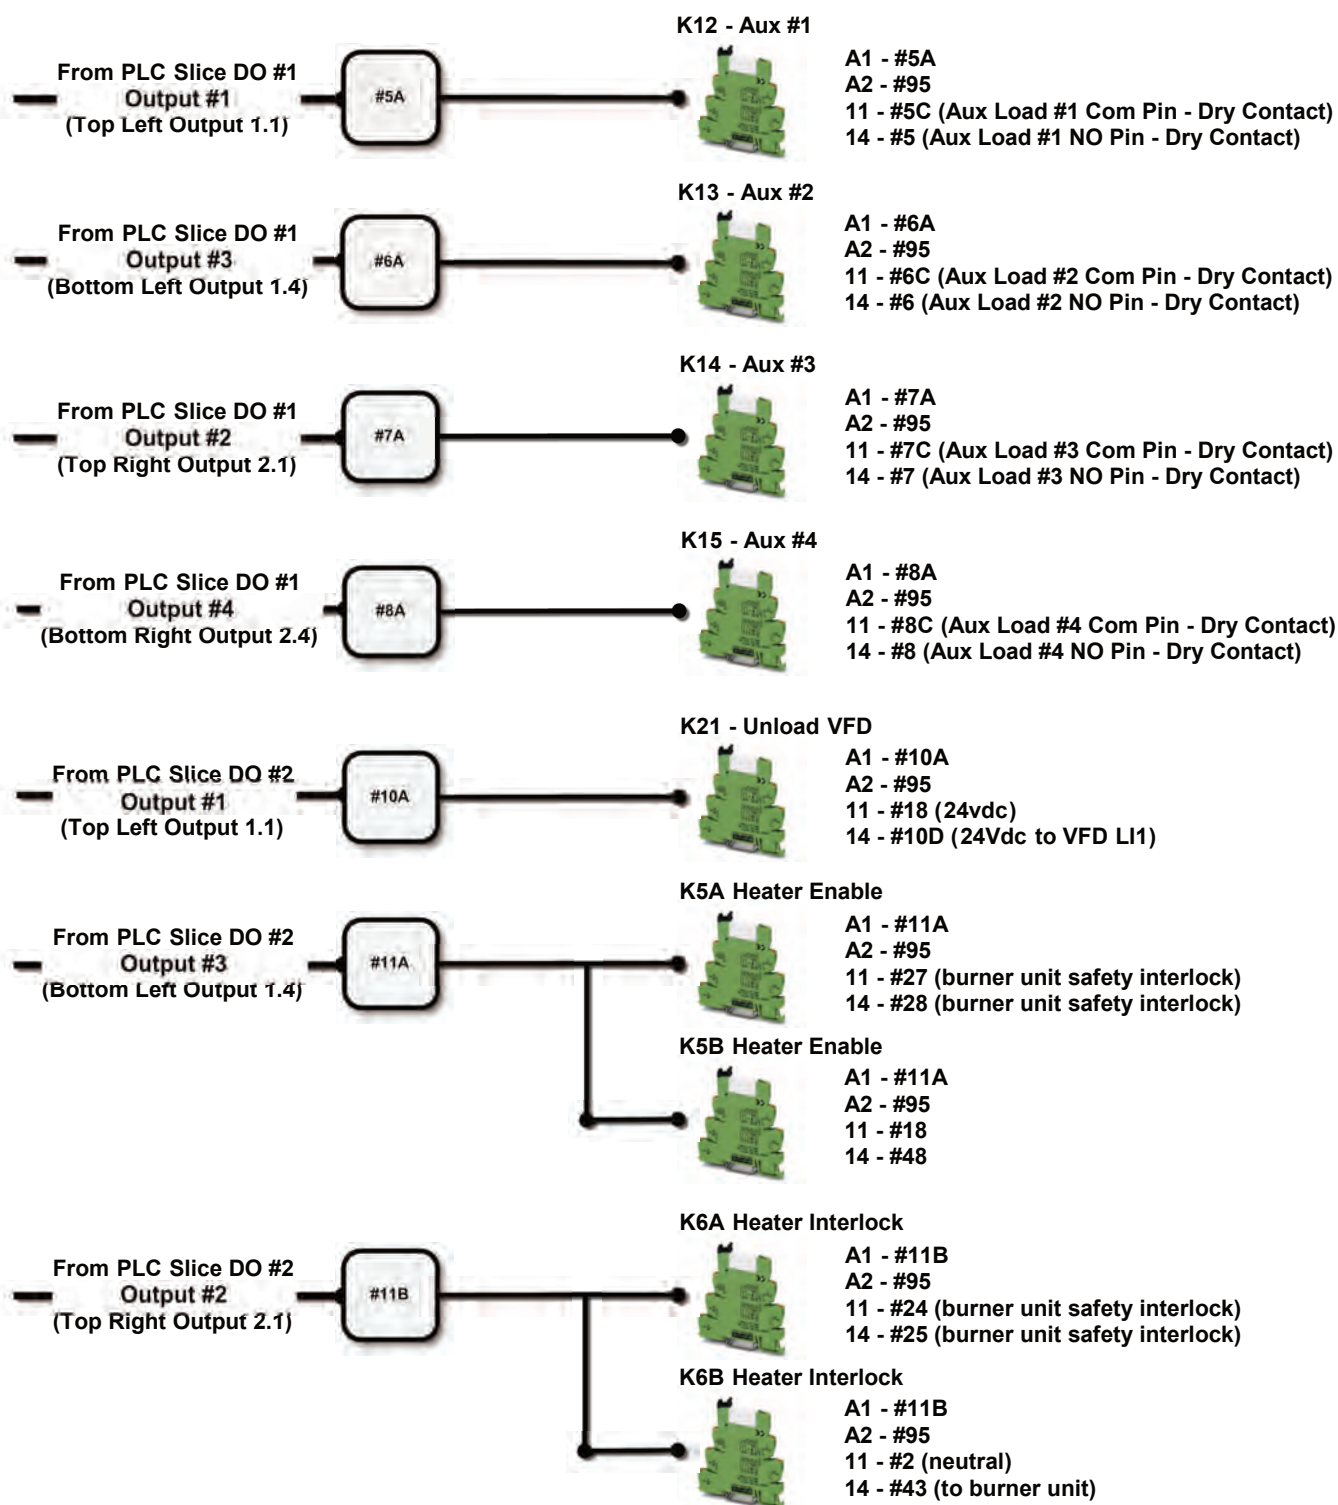 K12 - Aux #1
From PLC Slice DO #1
Output #1
(Top Left Output 1.1)
#5A
A1 - #5A
A2 - #95
11 - #5C (Aux Load #1 Com Pin - Dry Contact)
14 - #5 (Aux Load #1 NO Pin - Dry Contact)
K13 - Aux #2
From PLC Slice DO #1
Output #3
(Bottom Left Output 1.4)
#6A
A1 - #6A
A2 - #95
11 - #6C (Aux Load #2 Com Pin - Dry Contact)
14 - #6 (Aux Load #2 NO Pin - Dry Contact)
K14 - Aux #3
From PLC Slice DO #1
Output #2
(Top Right Output 2.1)
#7A
A1 - #7A
A2 - #95
11 - #7C (Aux Load #3 Com Pin - Dry Contact)
14 - #7 (Aux Load #3 NO Pin - Dry Contact)
K15 - Aux #4
From PLC Slice DO #1
Output #4
(Bottom Right Output 2.4)
#8A
A1 - #8A
A2 - #95
11 - #8C (Aux Load #4 Com Pin - Dry Contact)
14 - #8 (Aux Load #4 NO Pin - Dry Contact)
K21 - Unload VFD
From PLC Slice DO #2
Output #1
(Top Left Output 1.1)
#10A
A1 - #10A
A2 - #95
11 - #18 (24vdc)
14 - #10D (24Vdc to VFD LI1)
K5A Heater Enable
From PLC Slice DO #2
Output #3
(Bottom Left Output 1.4)
#11A
A1 - #11A
A2 - #95
11 - #27 (burner unit safety interlock)
14 - #28 (burner unit safety interlock)
K5B Heater Enable
A1 - #11A
A2 - #95
11 - #18
14 - #48
K6A Heater Interlock
From PLC Slice DO #2
Output #2
(Top Right Output 2.1)
#11B
A1 - #11B
A2 - #95
11 - #24 (burner unit safety interlock)
14 - #25 (burner unit safety interlock)
K6B Heater Interlock
A1 - #11B
A2 - #95
11 - #2 (neutral)
14 - #43 (to burner unit)